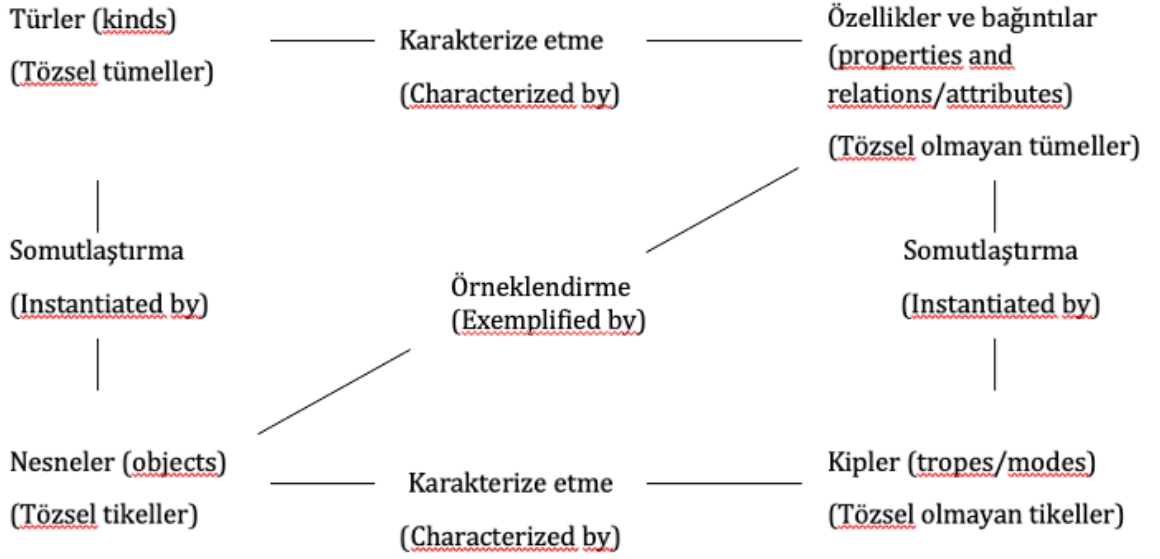 Türler (kinds)
(Tözsel tümeller)
Karakterize etme
(Characterized by)
Özellikler ve bağıntılar
(properties and
relations/attributes)
(Tözsel olmayan tümeller)
Somutlaştırma
(Instantiated by)
Örneklendirme
(Exemplified by)
Somutlaştırma
(Instantiated by)
Nesneler (objects)
(Tözsel tikeller)
Karakterize etme
(Characterized by)
Kipler (tropes/modes)
(Tözsel olmayan tikeller)